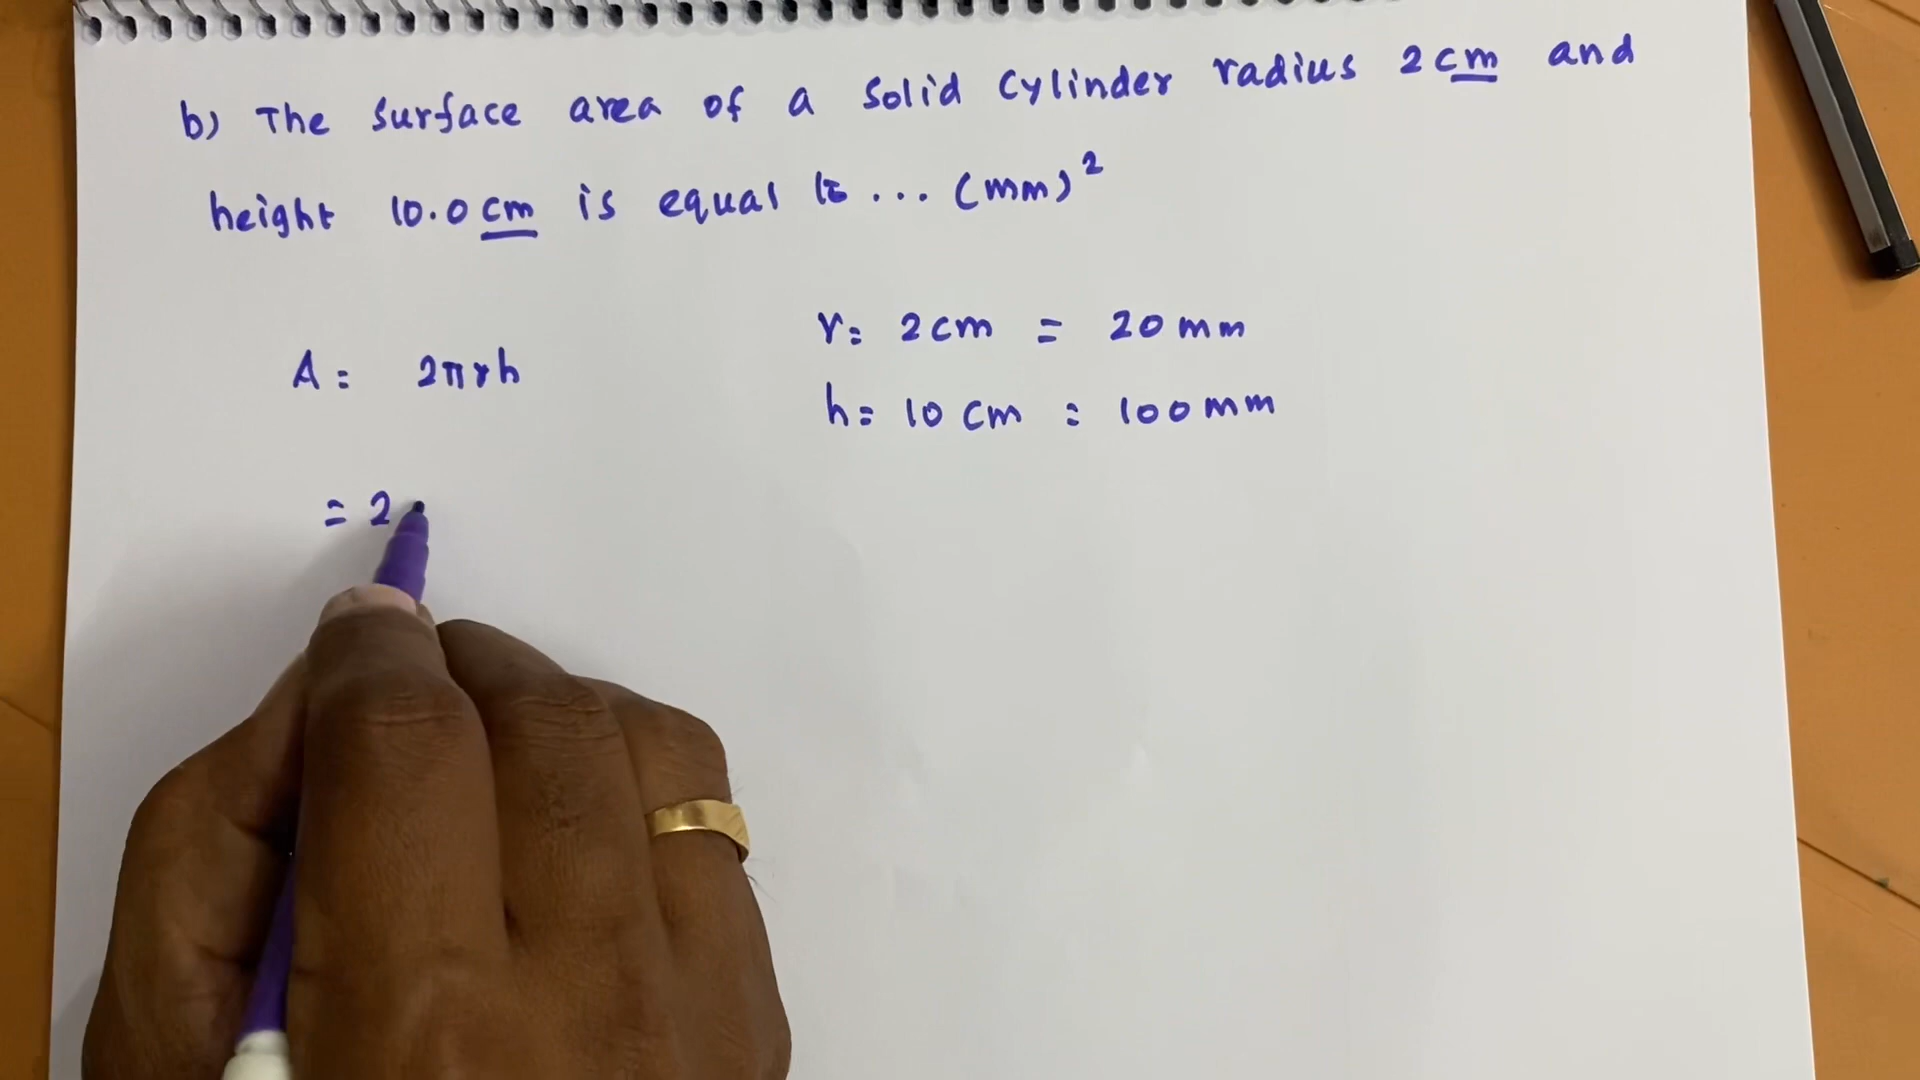 b) The surface area of a Solid Cylinder radius 2cm and
height 10.0cm is equal to ... (mm)²
r= 2cm = 20mm
A= 2πrh
h= 10 cm = 100mm
= 2